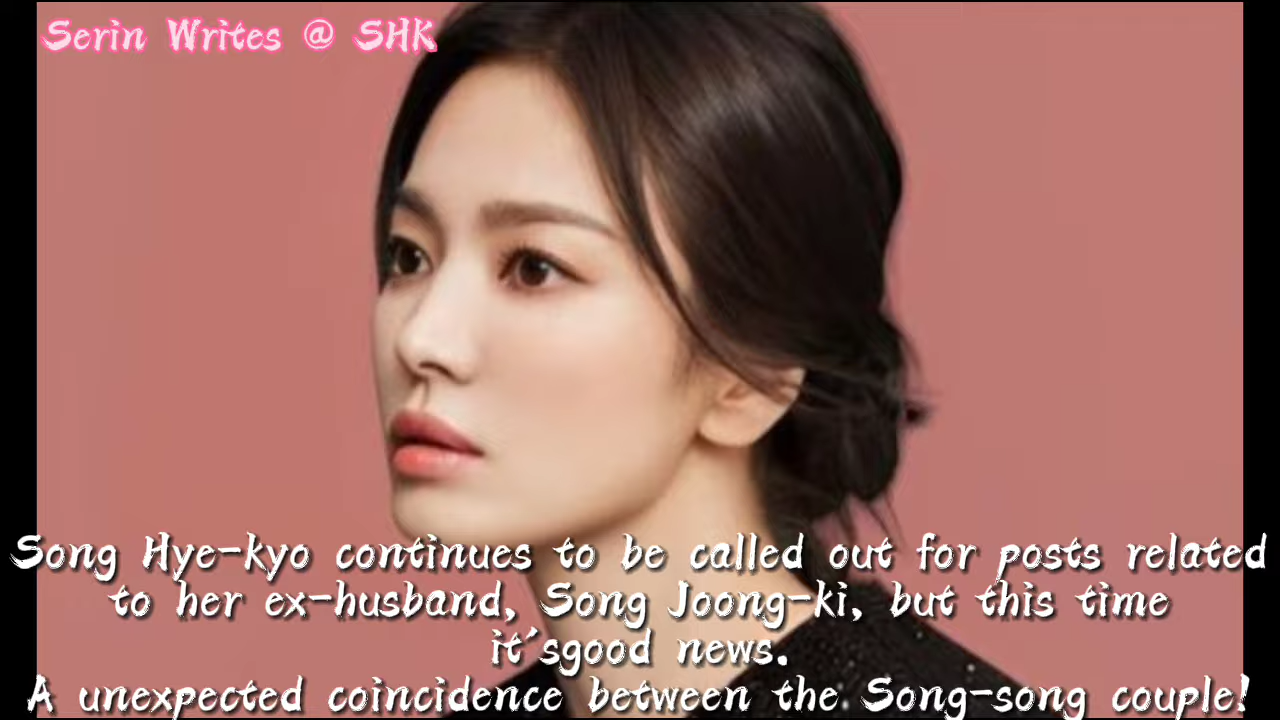 Serin Writes @ SHK
Song Hye-kyo continues to be called out for posts related
to her ex-husband, Song Joong-ki, but this time
it´sgood news.
A unexpected coincidence between the Song-song couple!